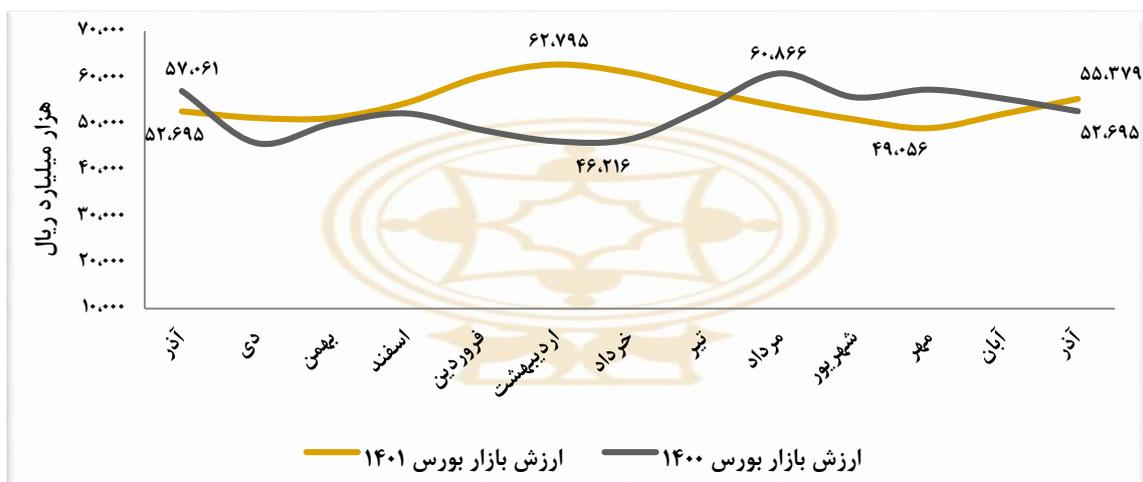 هزار میلیارد ریال
۷۰،۰۰۰
۶۰،۰۰۰
۵۰،۰۰۰
۴۰،۰۰۰
۳۰،۰۰۰
۲۰،۰۰۰
۱۰،۰۰۰
۵۷،۰۶۱
۵۲،۶۹۵
۶۲،۷۹۵
۴۶،۲۱۶
۶۰،۸۶۶
۴۹،۰۵۶
۵۵،۳۷۹
۵۲،۶۹۵
آذر
دی
بهمن
اسفند
فروردین
اردیبهشت
خرداد
تیر
مرداد
شهریور
مهر
آبان
آذر
ارزش بازار بورس ۱۴۰۰
ارزش بازار بورس ۱۴۰۱